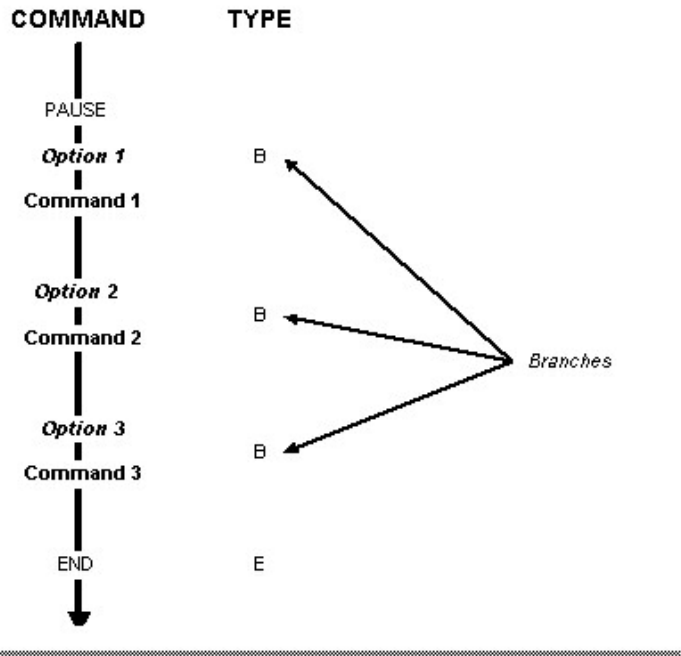 COMMAND TYPE
PAUSE
Option 1 B
Command 1
Option 2
B
Command 2
Branches
Option 3
B
Command 3
END E